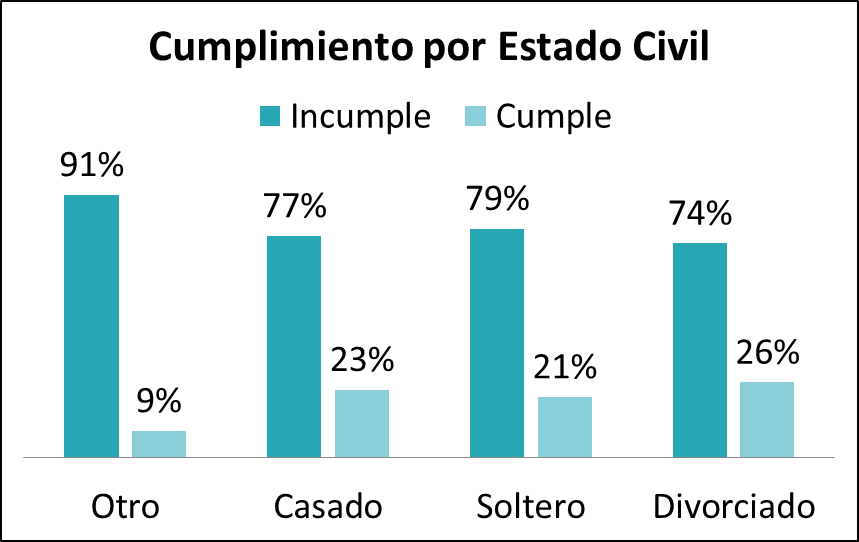 Cumplimiento por Estado Civil
Incumple Cumple
91% 77% 79% 74%
9% 23% 21% 26%
Otro Casado Soltero Divorciado